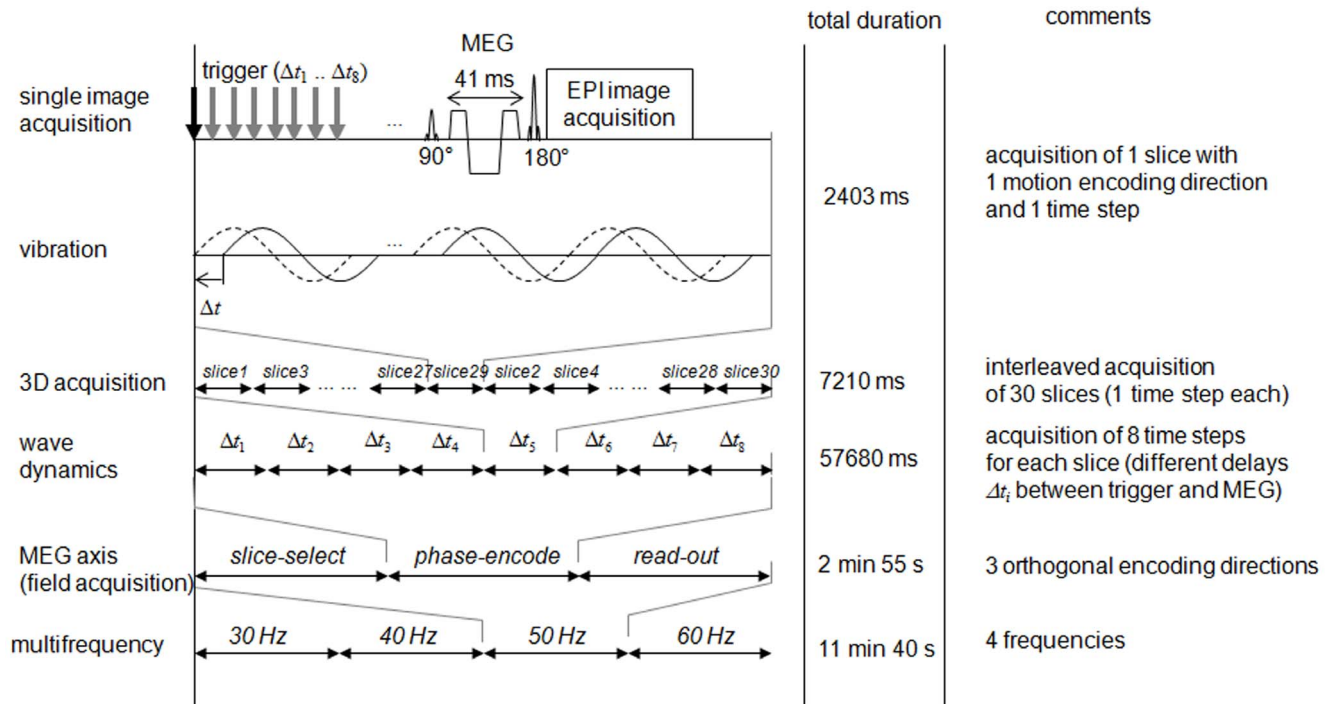 total duration
comments
MEG
trigger (Δt1 .. Δt8)
41 ms
single image
acquisition
...
EPI image
acquisition
90°
180°
2403 ms
acquisition of 1 slice with
1 motion encoding direction
and 1 time step
vibration
...
Δt
3D acquisition
slice1 slice3 ... ... slice27 slice29 slice2 slice4 ... ... slice28 slice30
7210 ms
interleaved acquisition
of 30 slices (1 time step each)
wave
dynamics
Δt1 Δt2 Δt3 Δt4 Δt5 Δt6 Δt7 Δt8
57680 ms
acquisition of 8 time steps
for each slice (different delays
Δti between trigger and MEG)
MEG axis
(field acquisition)
slice-select phase-encode read-out
2 min 55 s
3 orthogonal encoding directions
multifrequency
30 Hz 40 Hz 50 Hz 60 Hz
11 min 40 s
4 frequencies